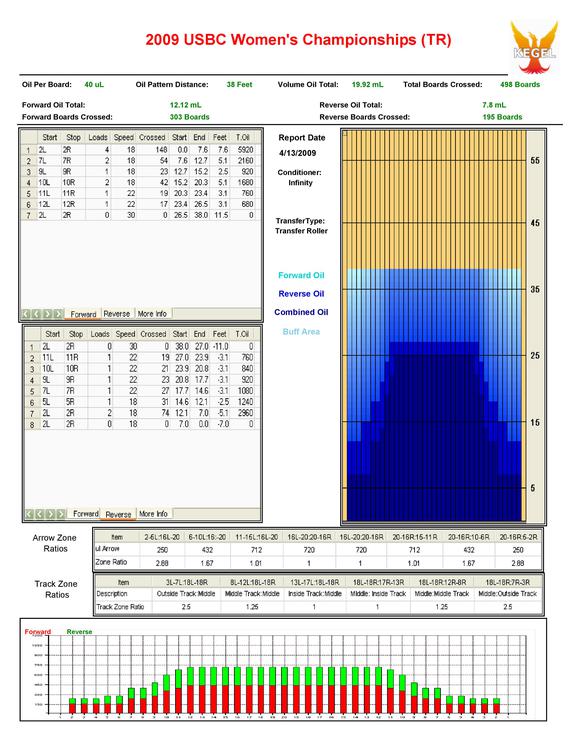 2009 USBC Women's Championships (TR)
KEGEL
Oil Per Board: 40 uL Oil Pattern Distance: 38 Feet Volume Oil Total: 19.92 mL Total Boards Crossed: 498 Boards
Forward Oil Total: 12.12 mL Reverse Oil Total: 7.8 mL
Forward Boards Crossed: 303 Boards Reverse Boards Crossed: 195 Boards
Start Stop Loads Speed Crossed Start End Feet T.Oil
1 2L 2R 4 18 148 0.0 7.6 7.6 5920
2 7L 7R 2 18 54 7.6 12.7 5.1 2160
3 9L 9R 1 18 23 12.7 15.2 2.5 920
4 10L 10R 2 18 42 15.2 20.3 5.1 1680
5 11L 11R 1 22 19 20.3 23.4 3.1 760
6 12L 12R 1 22 17 23.4 26.5 3.1 680
7 2L 2R 0 30 0 26.5 38.0 11.5 0
Forward Reverse More Info
Start Stop Loads Speed Crossed Start End Feet T.Oil
1 2L 2R 0 30 0 38.0 27.0 -11.0 0
2 11L 11R 1 22 19 27.0 23.9 -3.1 760
3 10L 10R 1 22 21 23.9 20.8 -3.1 840
4 9L 9R 1 22 23 20.8 17.7 -3.1 920
5 7L 7R 1 22 27 17.7 14.6 -3.1 1080
6 5L 5R 1 18 31 14.6 12.1 -2.5 1240
7 2L 2R 2 18 74 12.1 7.0 -5.1 2960
8 2L 2R 0 18 0 7.0 0.0 -7.0 0
Forward Reverse More Info
Report Date
4/13/2009
Conditioner:
Infinity
TransferType:
Transfer Roller
Forward Oil
Reverse Oil
Combined Oil
Buff Area
55
45
35
25
15
5
Arrow Zone
Ratios
Item 2-5L:16L-20 6-10L:16:-20 11-15L:16L-20 16L-20:20-16R 16L-20:20-16R 20-16R:15-11R 20-16R:10-6R 20-16R:5-2R
ul Arrow 250 432 712 720 720 712 432 250
Zone Ratio 2.88 1.67 1.01 1 1 1.01 1.67 2.88
Track Zone
Ratios
Item 3L-7L:18L-18R 8L-12L:18L-18R 13L-17L:18L-18R 18L-18R:17R-13R 18L-18R:12R-8R 18L-18R:7R-3R
Description Outside Track:Middle Middle Track:Middle Inside Track:Middle Middle: Inside Track Middle:Middle Track Middle:Outside Track
Track Zone Ratio 2.5 1.25 1 1 1.25 2.5
Forward Reverse